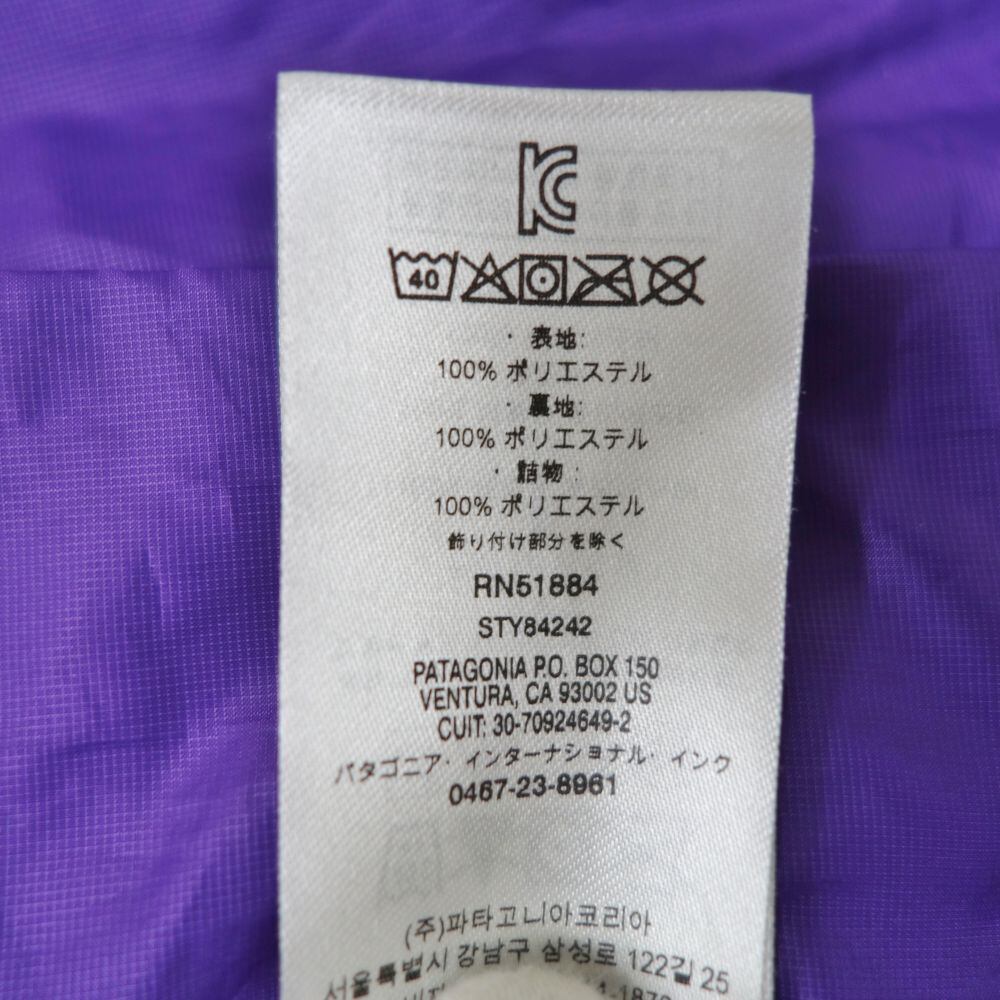 KC
40
・表地:
100% ポリエステル
・裏地:
100% ポリエステル
・詰物:
100% ポリエステル
飾り付け部分を除く
RN51884
STY84242
PATAGONIA P.O. BOX 150
VENTURA, CA 93002 US
CUIT: 30-70924649-2
パタゴニア・インターナショナル・インク
0467-23-8961
(주)파타고니아코리아
서울특별시 강남구 삼성로 122길 25